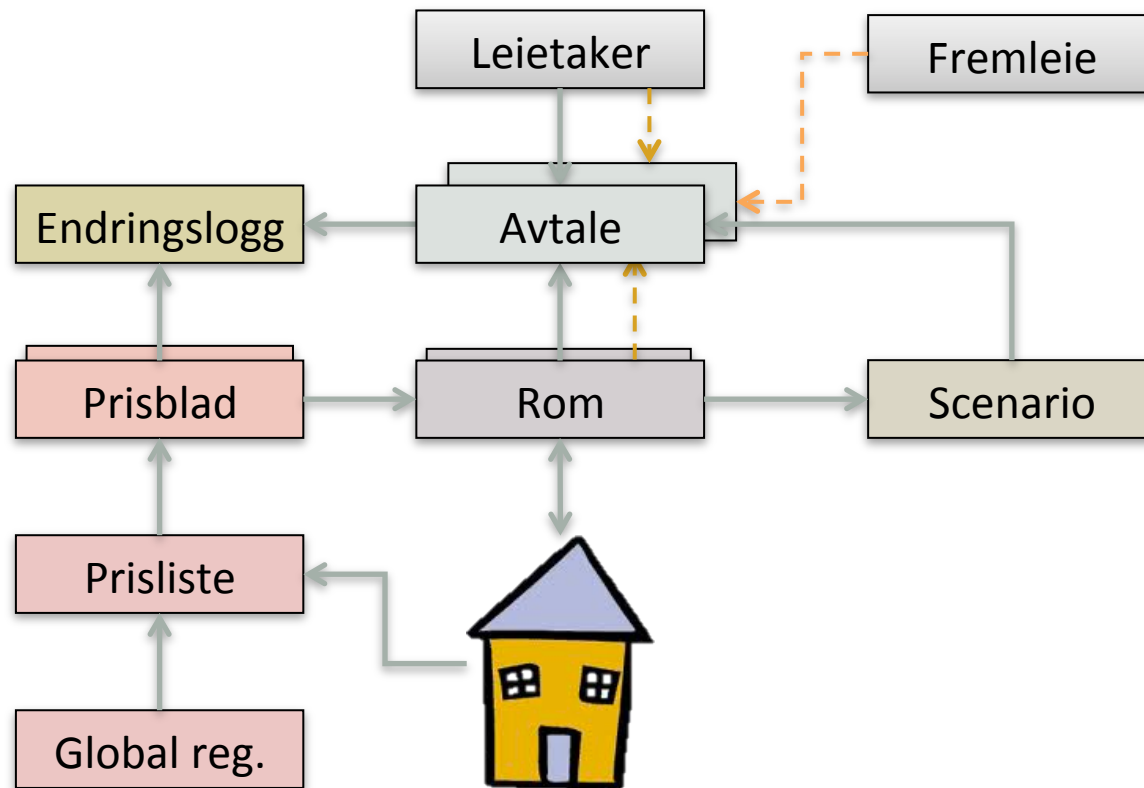 Leietaker
Fremleie
Endringslogg
Avtale
Prisblad
Rom
Scenario
Prisliste
Global reg.